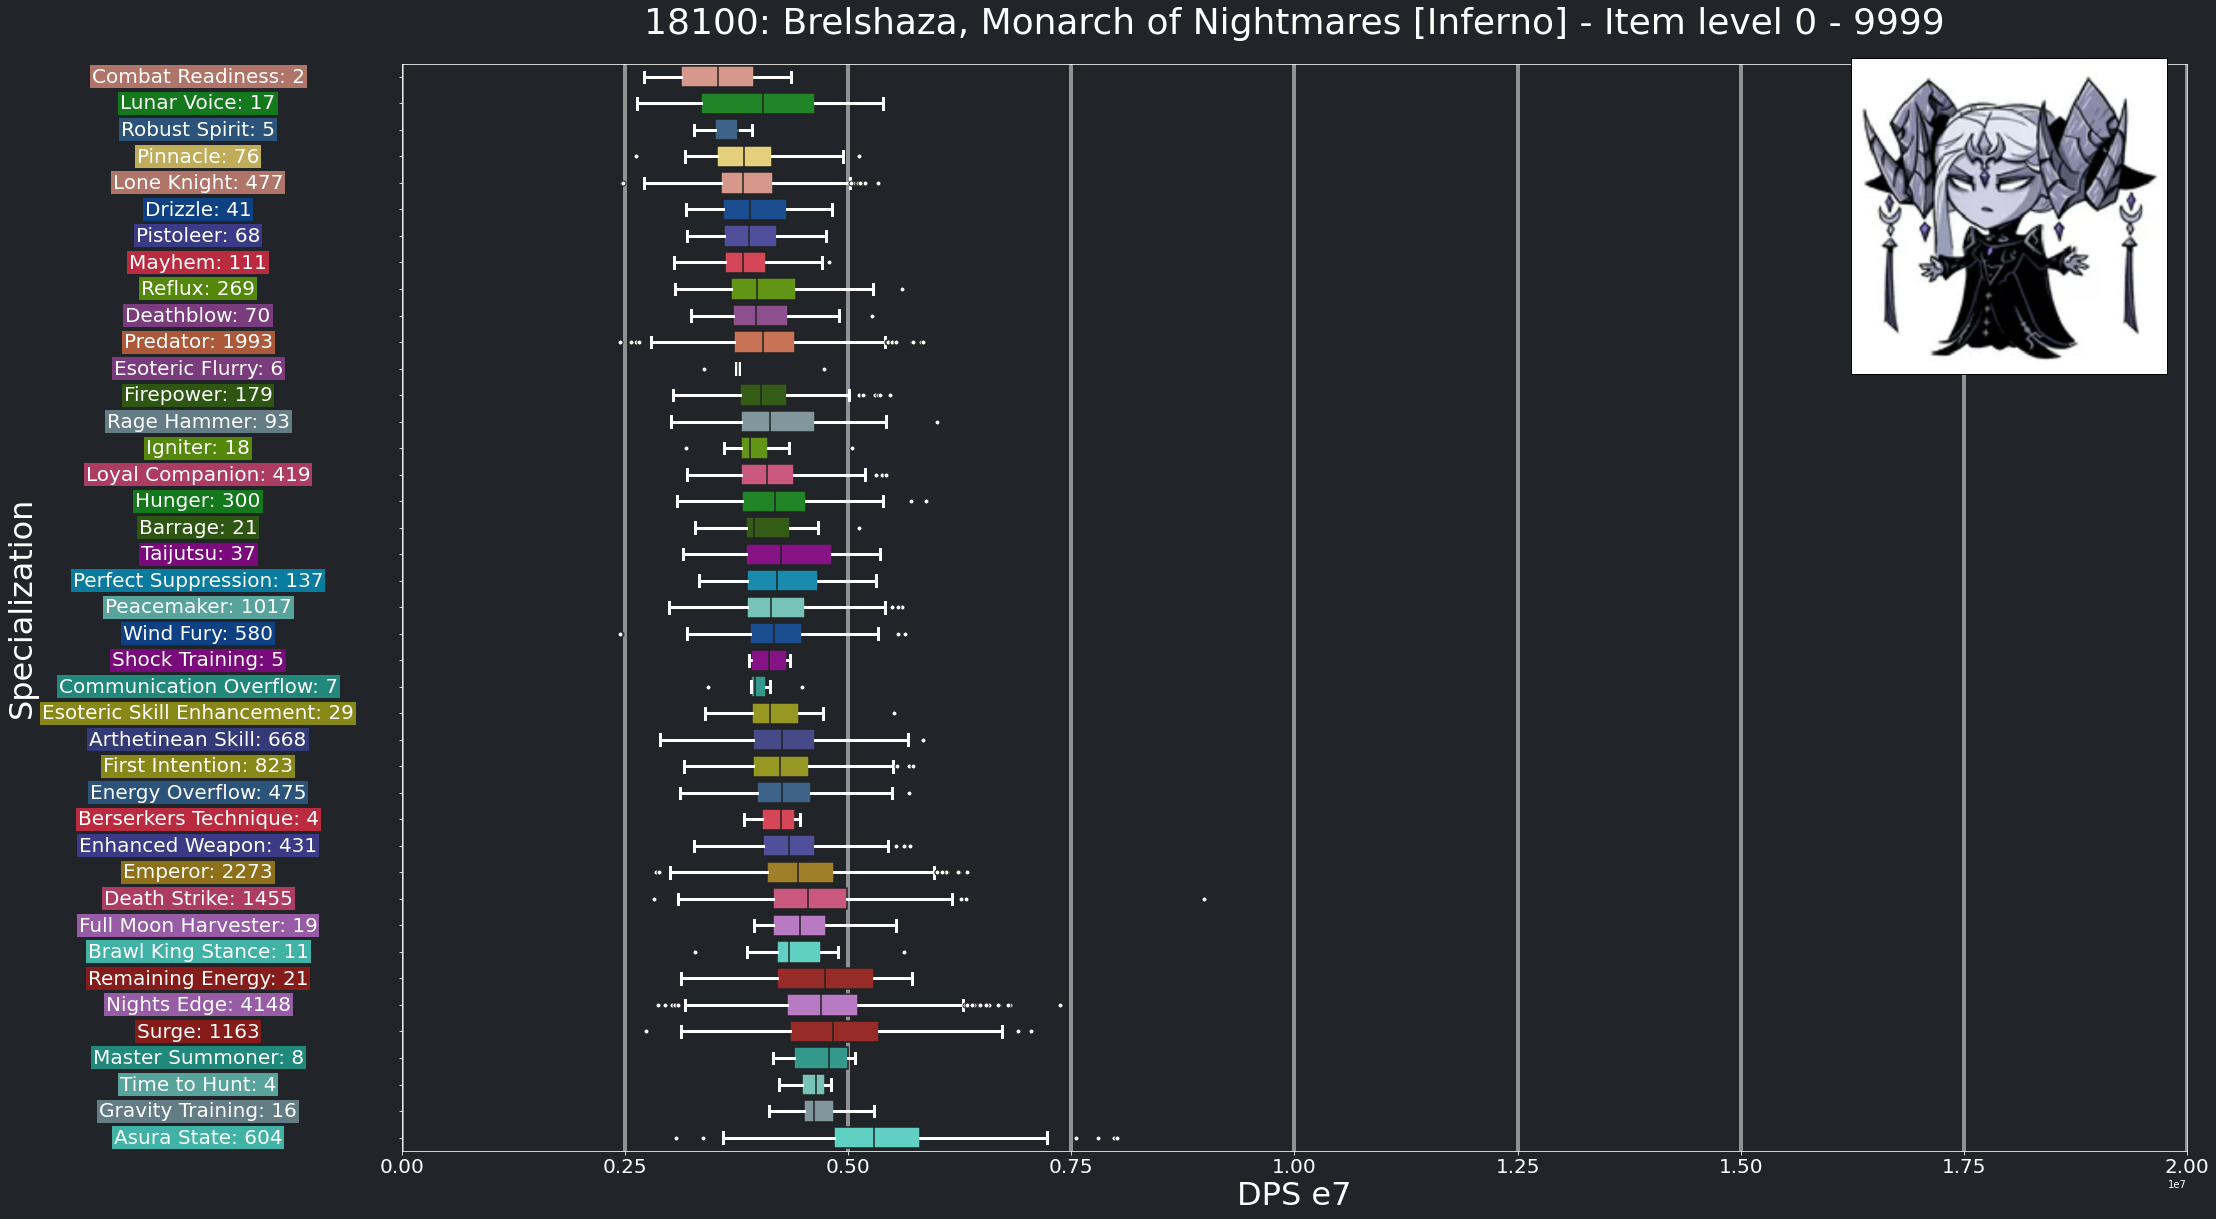 18100: Brelshaza, Monarch of Nightmares [Inferno] - Item level 0 - 9999
Specialization
Combat Readiness: 2
Lunar Voice: 17
Robust Spirit: 5
Pinnacle: 76
Lone Knight: 477
Drizzle: 41
Pistoleer: 68
Mayhem: 111
Reflux: 269
Deathblow: 70
Predator: 1993
Esoteric Flurry: 6
Firepower: 179
Rage Hammer: 93
Igniter: 18
Loyal Companion: 419
Hunger: 300
Barrage: 21
Taijutsu: 37
Perfect Suppression: 137
Peacemaker: 1017
Wind Fury: 580
Shock Training: 5
Communication Overflow: 7
Esoteric Skill Enhancement: 29
Arthetinean Skill: 668
First Intention: 823
Energy Overflow: 475
Berserkers Technique: 4
Enhanced Weapon: 431
Emperor: 2273
Death Strike: 1455
Full Moon Harvester: 19
Brawl King Stance: 11
Remaining Energy: 21
Nights Edge: 4148
Surge: 1163
Master Summoner: 8
Time to Hunt: 4
Gravity Training: 16
Asura State: 604
0.00 0.25 0.50 0.75 1.00 1.25 1.50 1.75 2.00
1e7
DPS e7